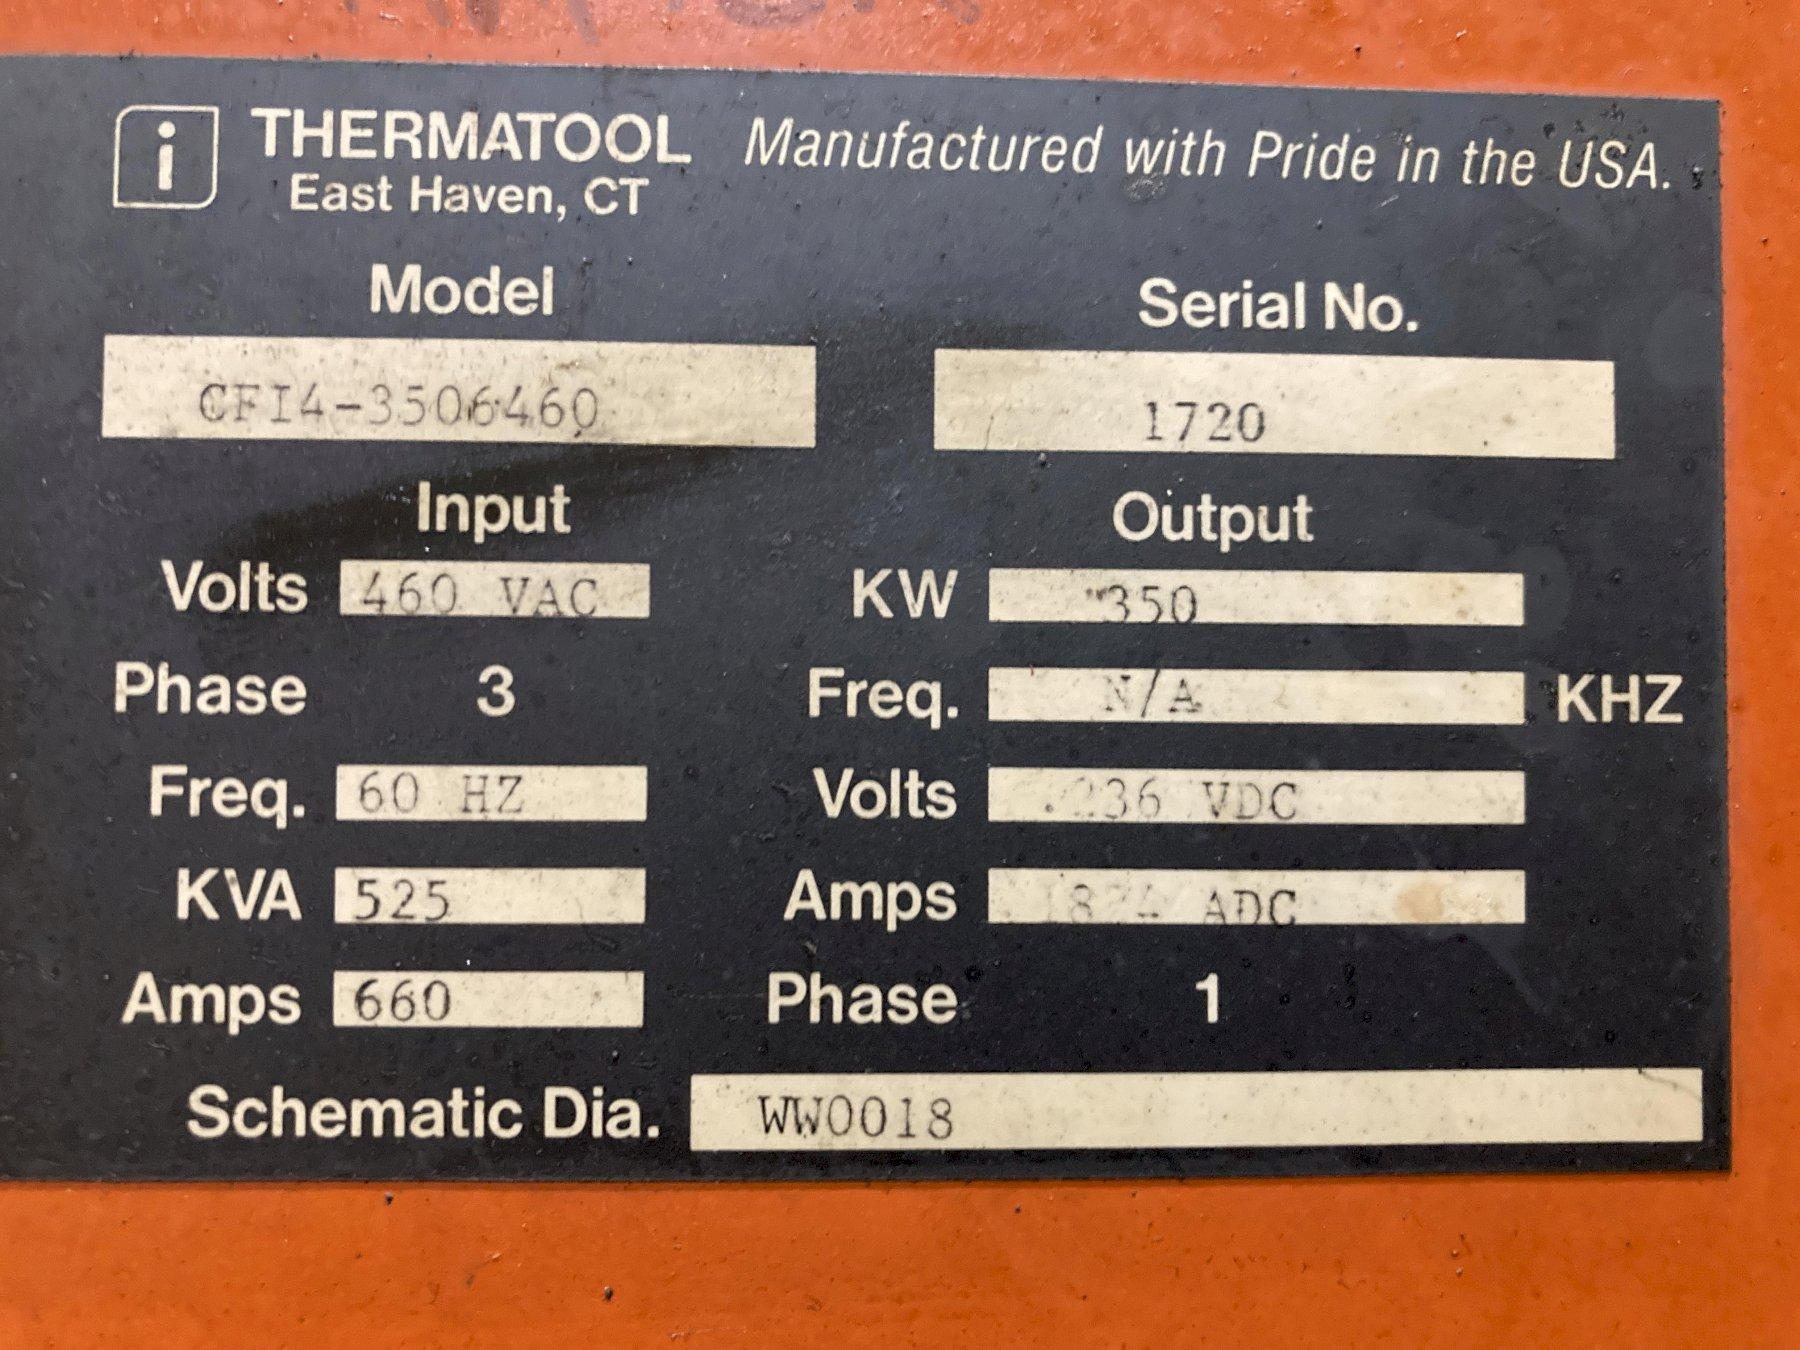 i THERMATOOL Manufactured with Pride in the USA.
East Haven, CT
Model Serial No.
CFI4-3506460 1720
Input Output
Volts 460 VAC KW 350
Phase 3 Freq. N/A KHZ
Freq. 60 HZ Volts 236 VDC
KVA 525 Amps ADC
Amps 660 Phase 1
Schematic Dia. WW0018